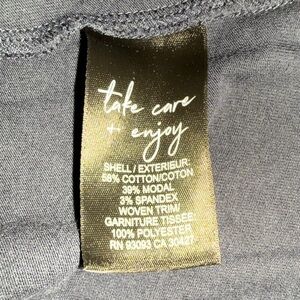 take care
+ enjoy
SHELL / EXTERIEUR:
58% COTTON/COTON
39% MODAL
3% SPANDEX
WOVEN TRIM/
GARNITURE TISSEE:
100% POLYESTER
RN 93093 CA 30427